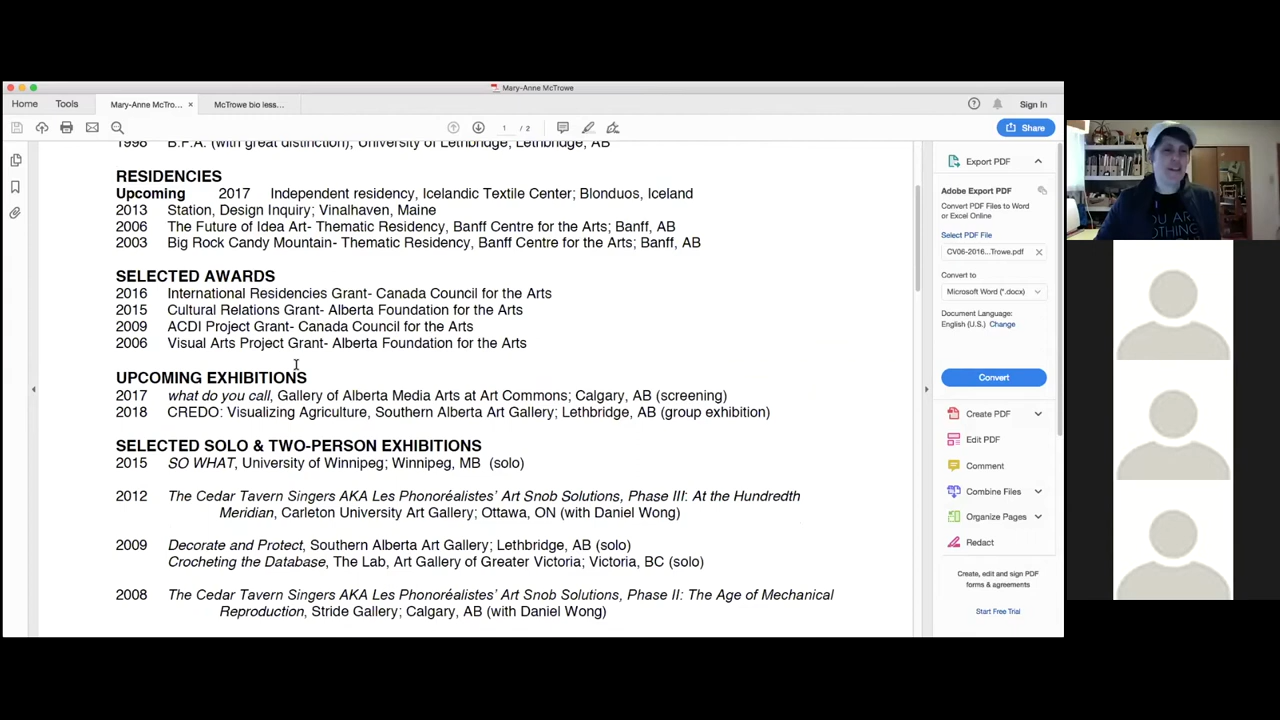 Mary-Anne McTrowe
Home Tools Mary-Anne McTro... × McTrowe bio less... Sign In
1 / 2 Share
1998 B.F.A. (with great distinction), University of Lethbridge, Lethbridge, AB
RESIDENCIES
Upcoming 2017 Independent residency, Icelandic Textile Center; Blonduos, Iceland
2013 Station, Design Inquiry; Vinalhaven, Maine
2006 The Future of Idea Art- Thematic Residency, Banff Centre for the Arts; Banff, AB
2003 Big Rock Candy Mountain- Thematic Residency, Banff Centre for the Arts; Banff, AB
SELECTED AWARDS
2016 International Residencies Grant- Canada Council for the Arts
2015 Cultural Relations Grant- Alberta Foundation for the Arts
2009 ACDI Project Grant- Canada Council for the Arts
2006 Visual Arts Project Grant- Alberta Foundation for the Arts
UPCOMING EXHIBITIONS
2017 what do you call, Gallery of Alberta Media Arts at Art Commons; Calgary, AB (screening)
2018 CREDO: Visualizing Agriculture, Southern Alberta Art Gallery; Lethbridge, AB (group exhibition)
SELECTED SOLO & TWO-PERSON EXHIBITIONS
2015 SO WHAT, University of Winnipeg; Winnipeg, MB (solo)
2012 The Cedar Tavern Singers AKA Les Phonoréalistes’ Art Snob Solutions, Phase III: At the Hundredth
Meridian, Carleton University Art Gallery; Ottawa, ON (with Daniel Wong)
2009 Decorate and Protect, Southern Alberta Art Gallery; Lethbridge, AB (solo)
Crocheting the Database, The Lab, Art Gallery of Greater Victoria; Victoria, BC (solo)
2008 The Cedar Tavern Singers AKA Les Phonoréalistes’ Art Snob Solutions, Phase II: The Age of Mechanical
Reproduction, Stride Gallery; Calgary, AB (with Daniel Wong)
Export PDF
Adobe Export PDF
Convert PDF Files to Word
or Excel Online
Select PDF File
CV06-2016...Trowe.pdf
Convert to
Microsoft Word (*.docx)
Document Language:
English (U.S.) Change
Convert
Create PDF
Edit PDF
Comment
Combine Files
Organize Pages
Redact
Create, edit and sign PDF
forms & agreements
Start Free Trial
YOU ARE
NOTHING